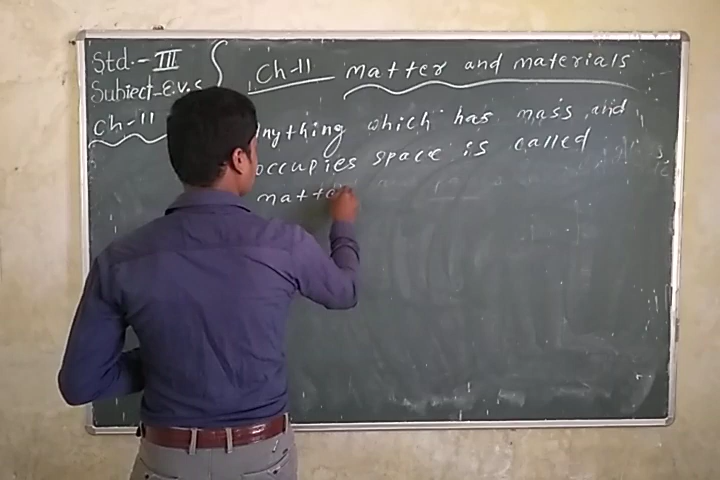 Std.- III
Subject-E.V.S
Ch-11
Ch-11 Matter and materials
Anything which has mass and
occupies space is called
matte